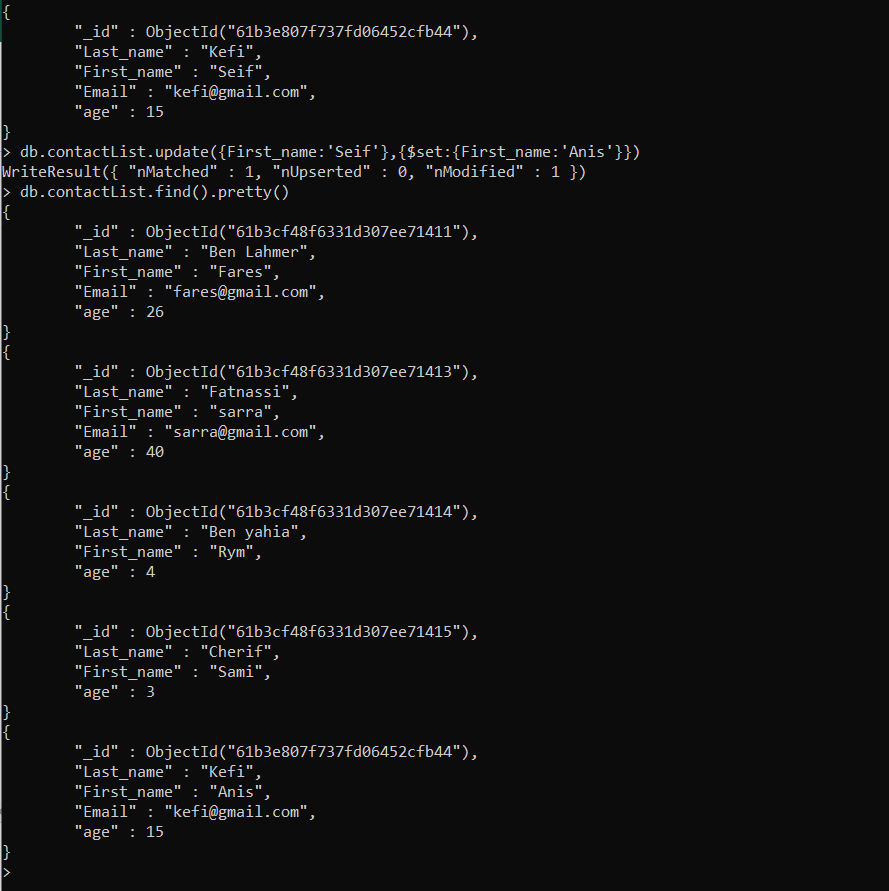 {
        "_id" : ObjectId("61b3e807f737fd06452cfb44"),
        "Last_name" : "Kefi",
        "First_name" : "Seif",
        "Email" : "kefi@gmail.com",
        "age" : 15
}
> db.contactList.update({First_name:'Seif'},{$set:{First_name:'Anis'}})
WriteResult({ "nMatched" : 1, "nUpserted" : 0, "nModified" : 1 })
> db.contactList.find().pretty()
{
        "_id" : ObjectId("61b3cf48f6331d307ee71411"),
        "Last_name" : "Ben Lahmer",
        "First_name" : "Fares",
        "Email" : "fares@gmail.com",
        "age" : 26
}
{
        "_id" : ObjectId("61b3cf48f6331d307ee71413"),
        "Last_name" : "Fatnassi",
        "First_name" : "sarra",
        "Email" : "sarra@gmail.com",
        "age" : 40
}
{
        "_id" : ObjectId("61b3cf48f6331d307ee71414"),
        "Last_name" : "Ben yahia",
        "First_name" : "Rym",
        "age" : 4
}
{
        "_id" : ObjectId("61b3cf48f6331d307ee71415"),
        "Last_name" : "Cherif",
        "First_name" : "Sami",
        "age" : 3
}
{
        "_id" : ObjectId("61b3e807f737fd06452cfb44"),
        "Last_name" : "Kefi",
        "First_name" : "Anis",
        "Email" : "kefi@gmail.com",
        "age" : 15
}
>